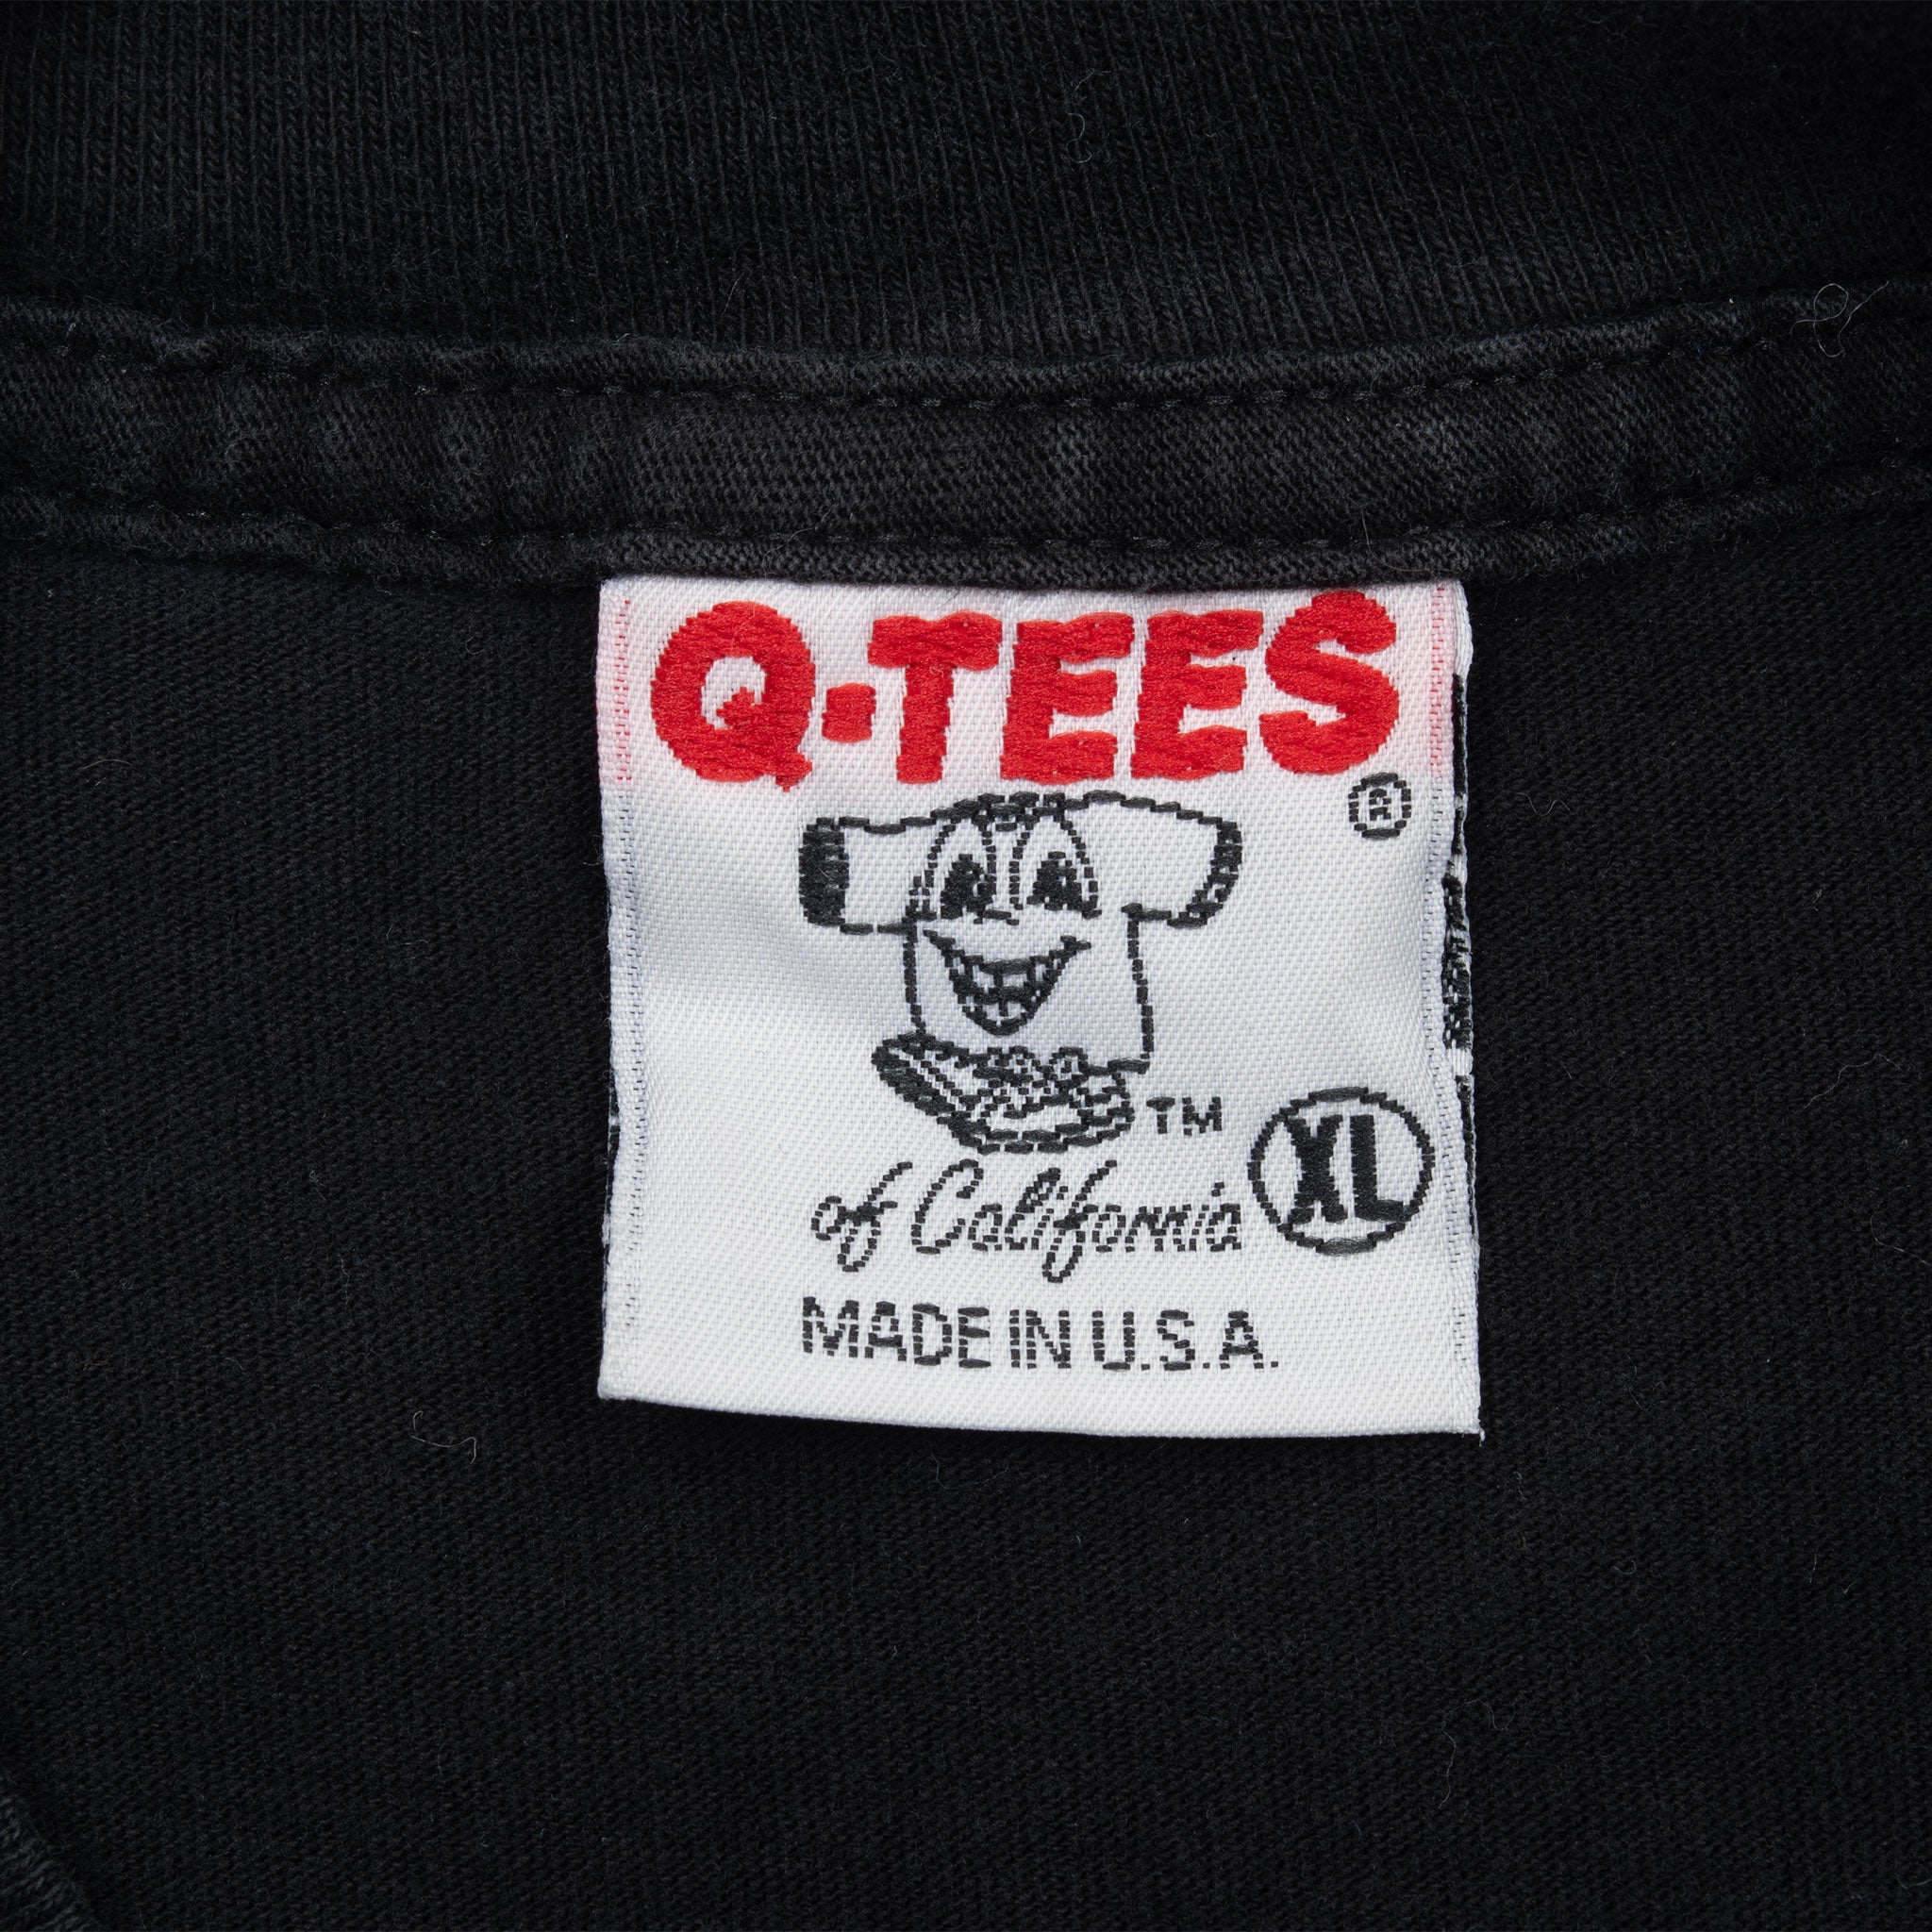 Q-TEES
®
TM
XL
of California
MADE IN U.S.A.